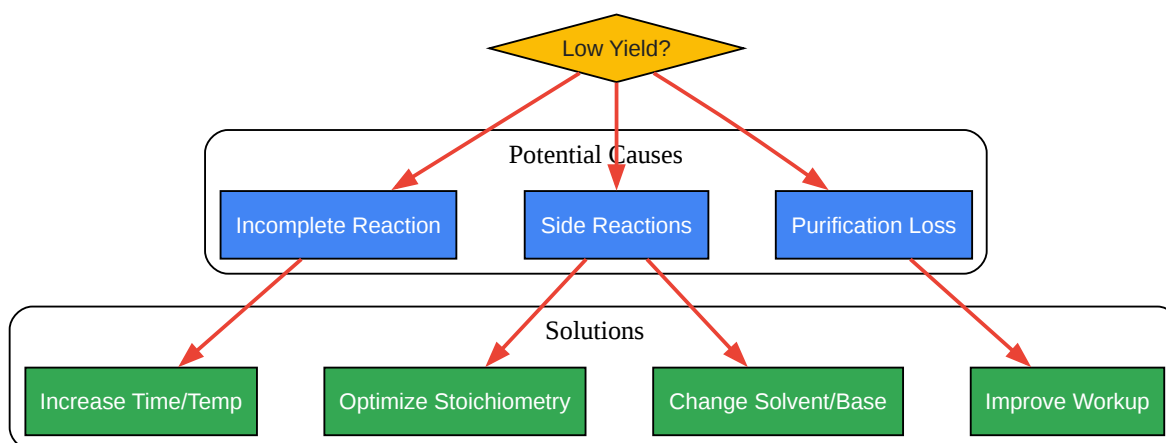 Low Yield?
Potential Causes
Incomplete Reaction
Side Reactions
Purification Loss
Solutions
Increase Time/Temp
Optimize Stoichiometry
Change Solvent/Base
Improve Workup